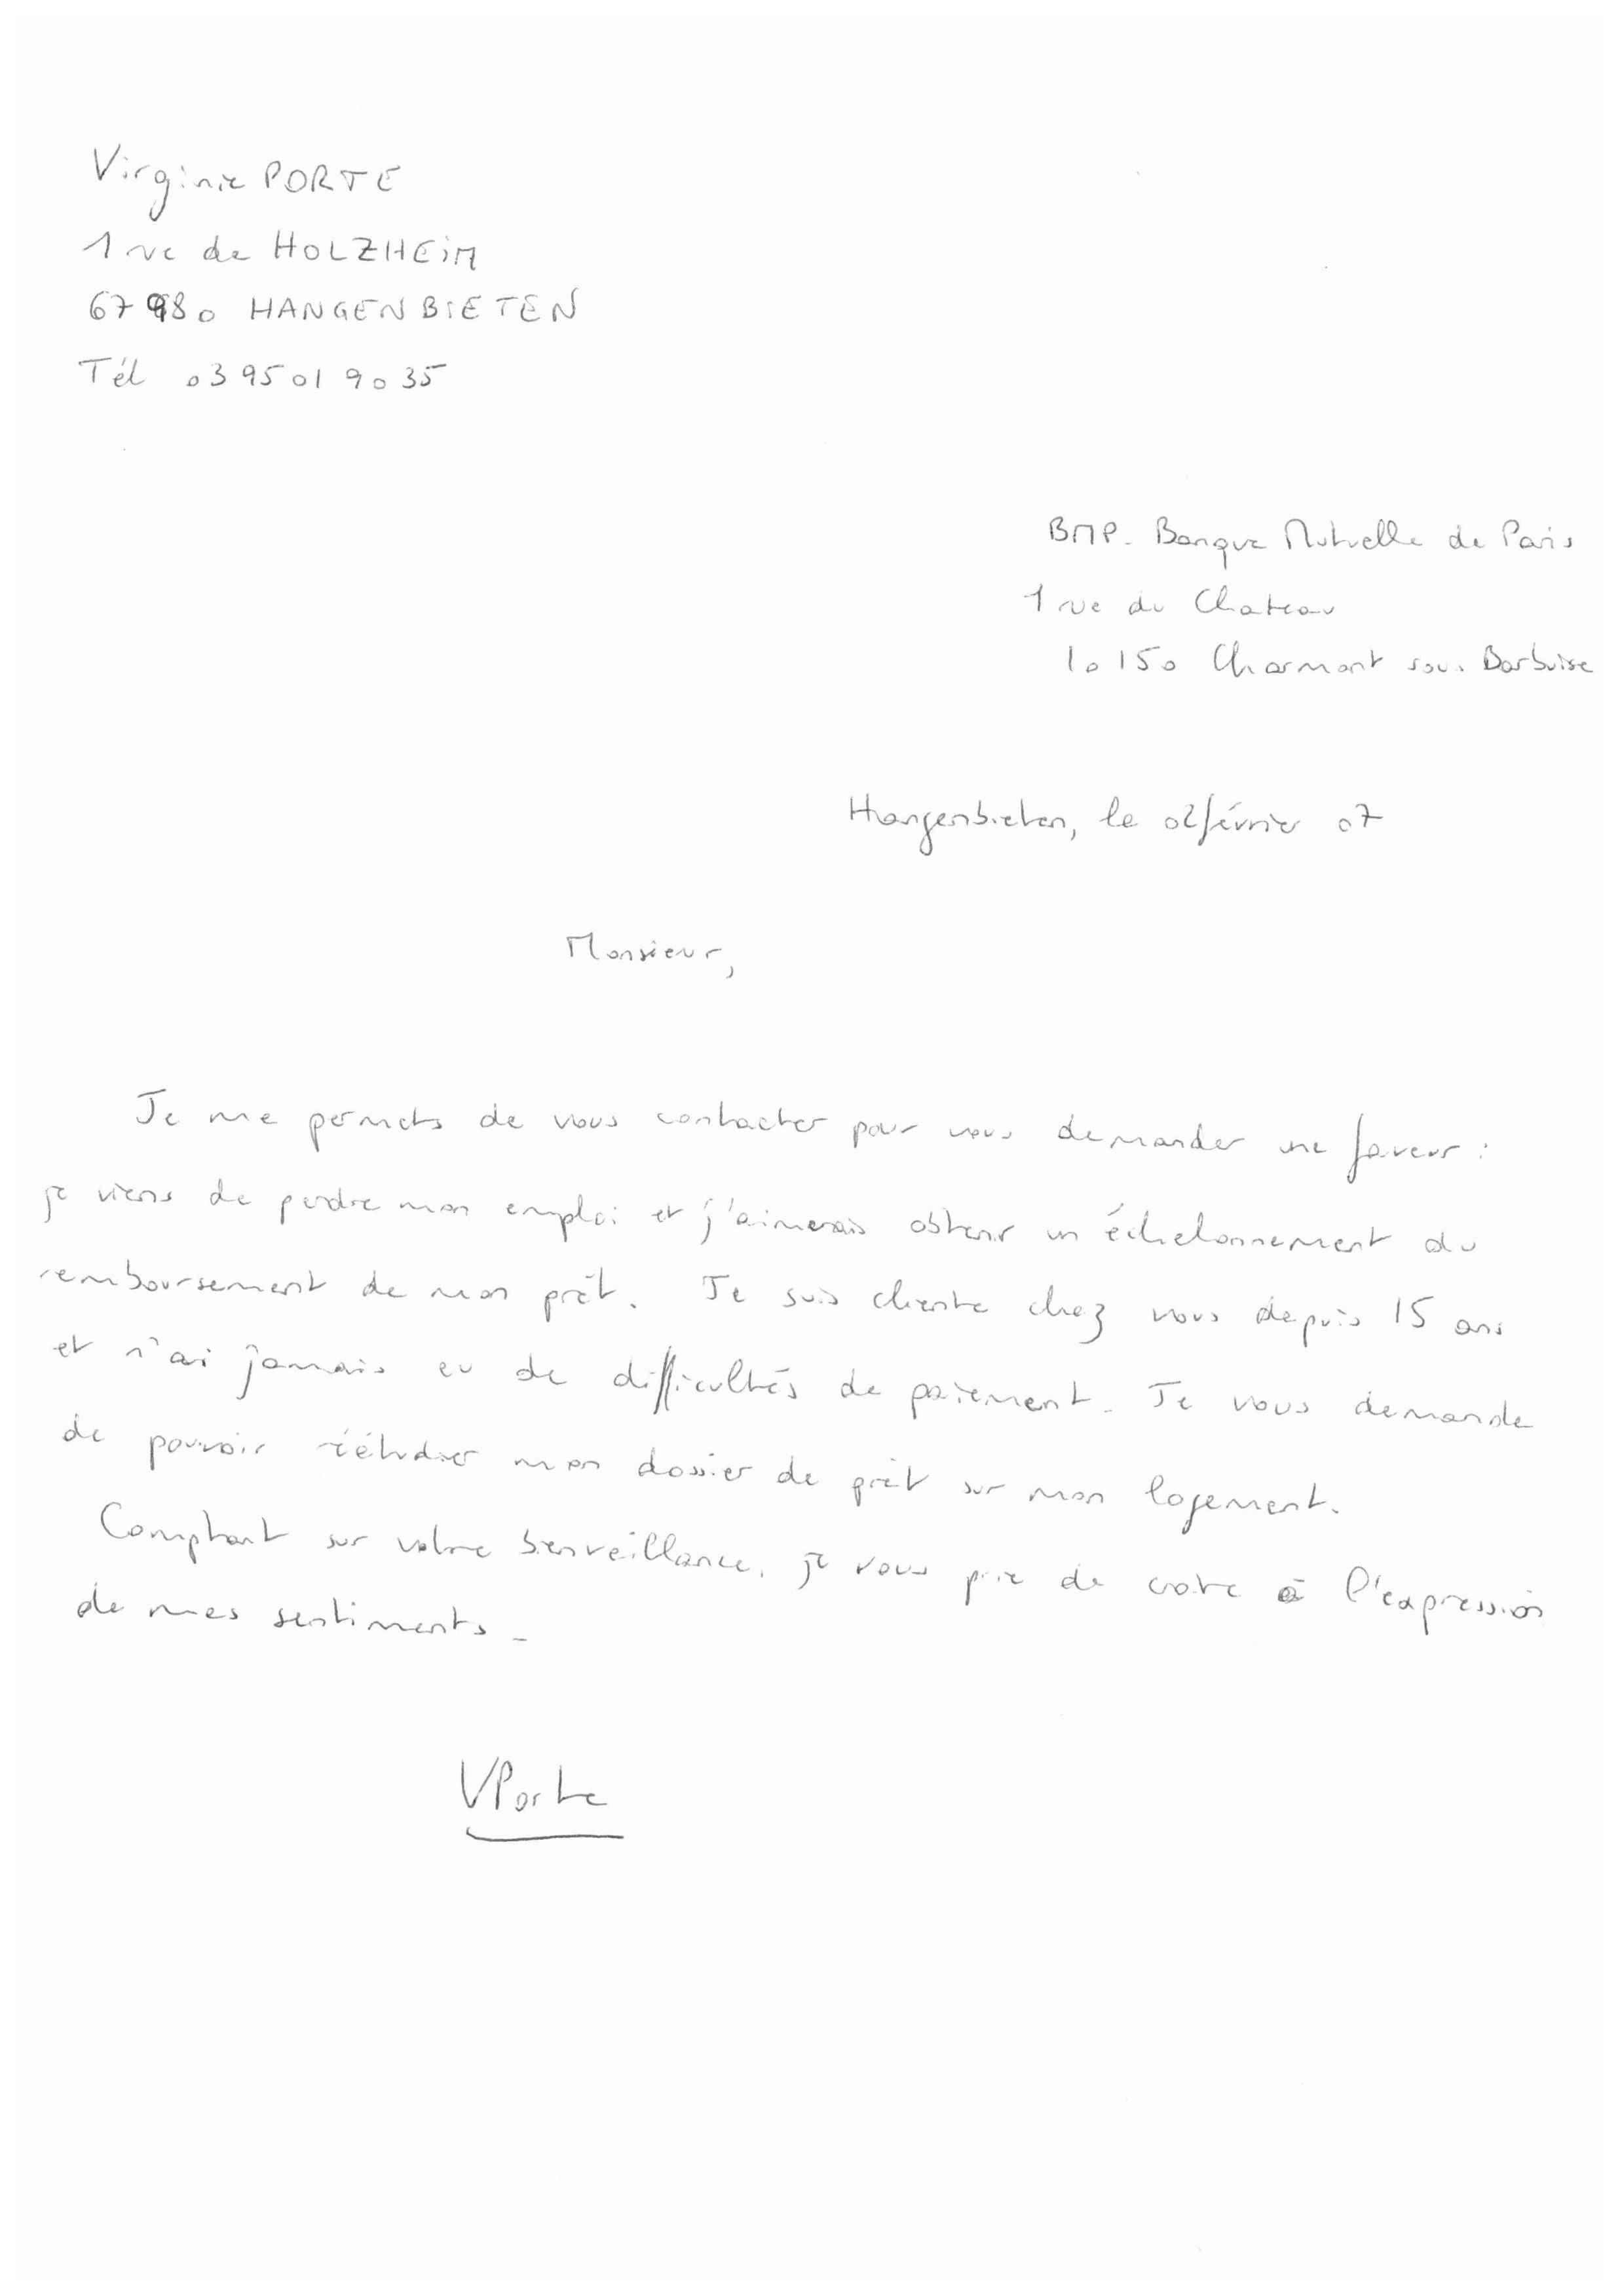 Virginie PORTE
1 rue de HOLZHEIM
67980 HANGENBIETEN
Tél 03 95 01 90 35
BMP - Banque Mutuelle de Paris
1 rue du Chateau
10150 Charmont sous Barbuise
Hangenbieten, le 02 février 07
Monsieur,
Je me permets de vous contacter pour vous demander une faveur :
je viens de perdre mon emploi et j'aimerais obtenir un échelonnement du
remboursement de mon prêt. Je suis cliente chez vous depuis 15 ans
et n'ai jamais eu de difficultés de paiement. Je vous demande
de pouvoir réétudier mon dossier de prêt sur mon logement.
Comptant sur votre bienveillance, je vous prie de croire à l'expression
de mes sentiments.
VPorte